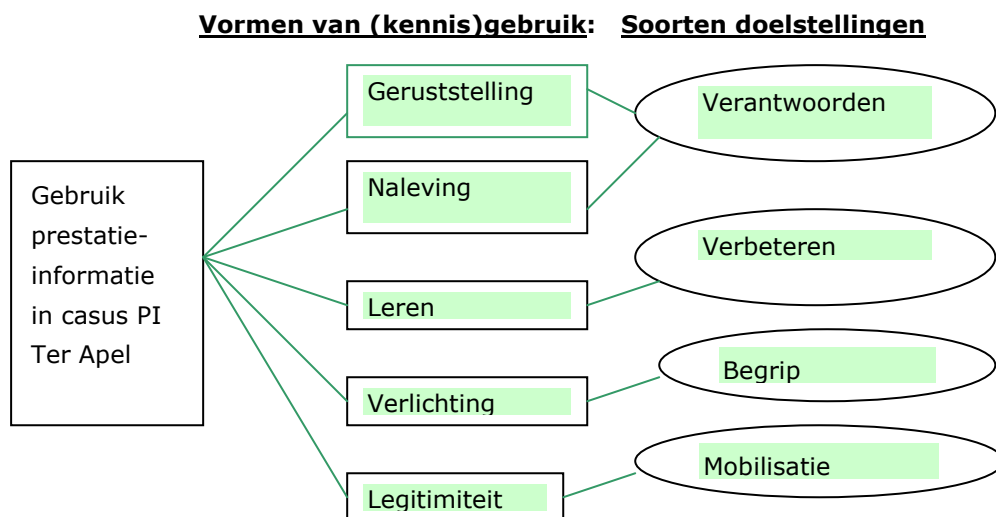 Vormen van (kennis)gebruik: Soorten doelstellingen
Geruststelling
Verantwoorden
Naleving
Gebruik
prestatie-
informatie
in casus PI
Ter Apel
Verbeteren
Leren
Begrip
Verlichting
Mobilisatie
Legitimiteit